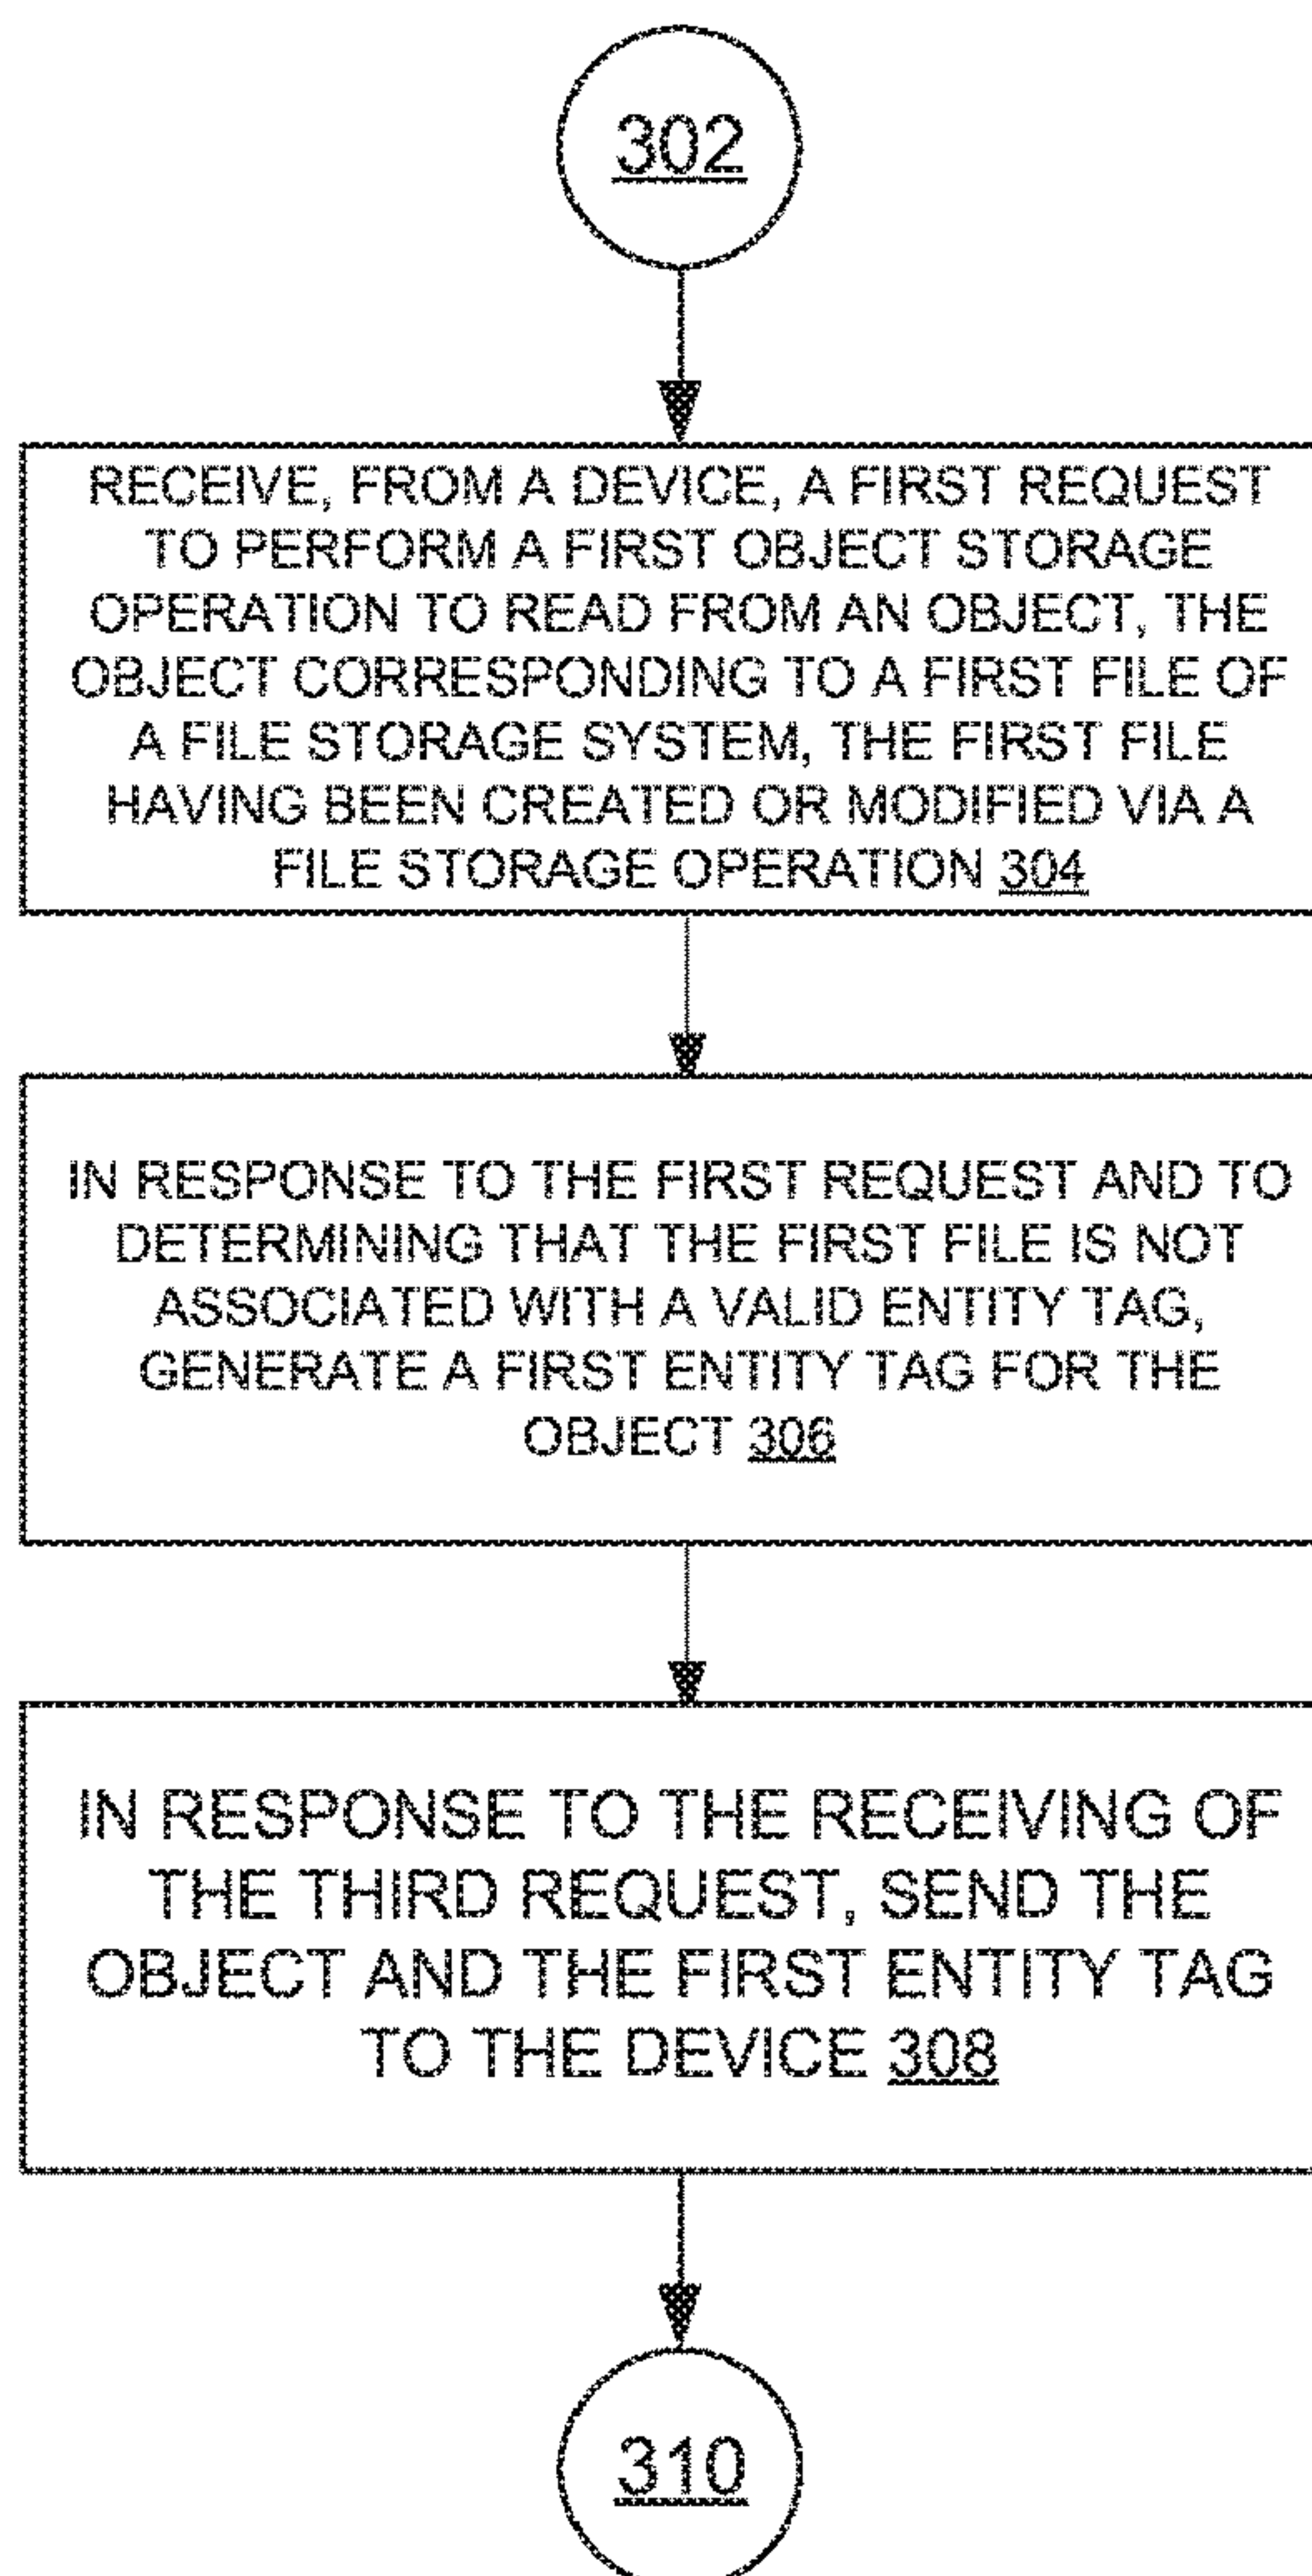 302
RECEIVE, FROM A DEVICE, A FIRST REQUEST
TO PERFORM A FIRST OBJECT STORAGE
OPERATION TO READ FROM AN OBJECT, THE
OBJECT CORRESPONDING TO A FIRST FILE OF
A FILE STORAGE SYSTEM, THE FIRST FILE
HAVING BEEN CREATED OR MODIFIED VIA A
FILE STORAGE OPERATION 304
IN RESPONSE TO THE FIRST REQUEST AND TO
DETERMINING THAT THE FIRST FILE IS NOT
ASSOCIATED WITH A VALID ENTITY TAG,
GENERATE A FIRST ENTITY TAG FOR THE
OBJECT 306
IN RESPONSE TO THE RECEIVING OF
THE THIRD REQUEST, SEND THE
OBJECT AND THE FIRST ENTITY TAG
TO THE DEVICE 308
310